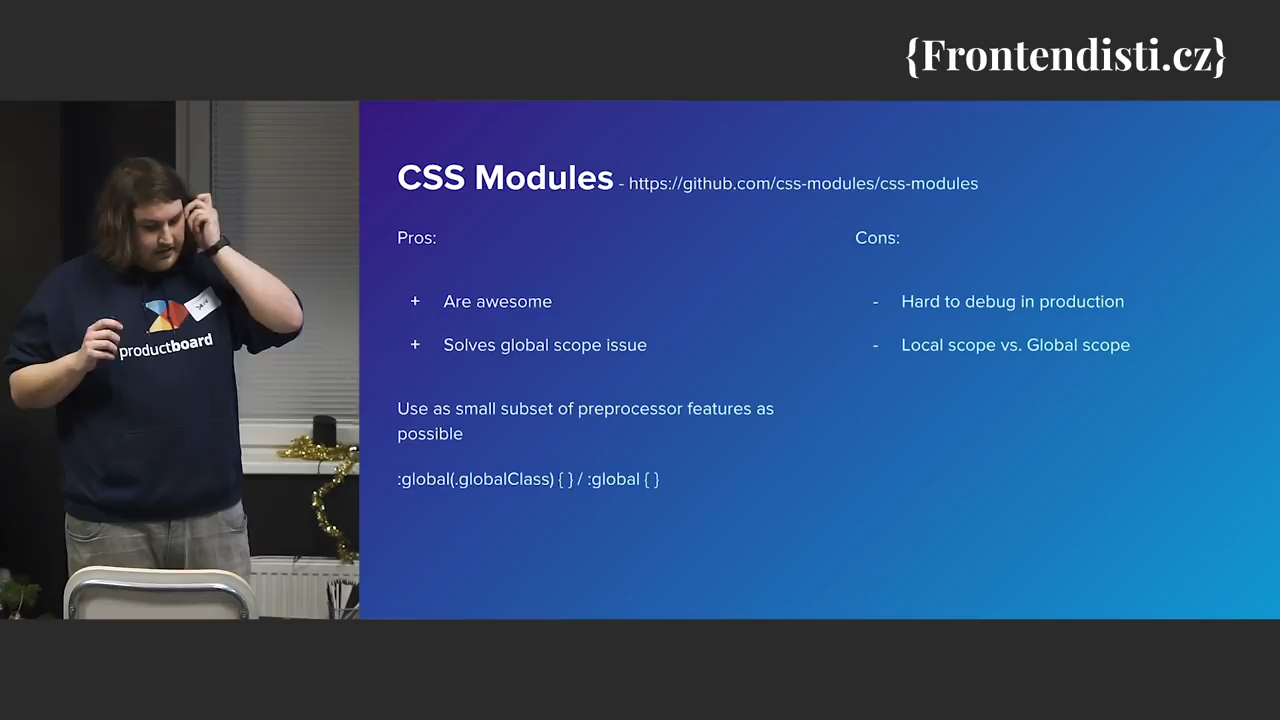 {Frontendisti.cz}
CSS Modules - https://github.com/css-modules/css-modules
Pros:
Cons:
+ Are awesome
- Hard to debug in production
+ Solves global scope issue
- Local scope vs. Global scope
Use as small subset of preprocessor features as
possible
:global(.globalClass) { } / :global { }
productboard